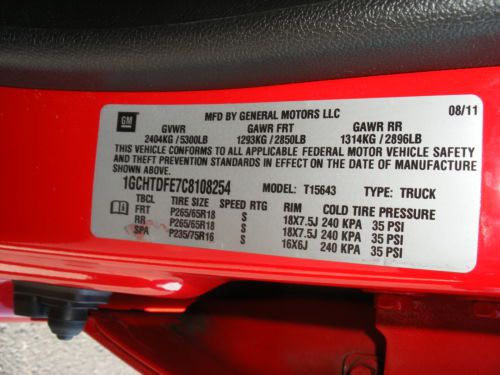 MFD BY GENERAL MOTORS LLC 08/11
GM
GVWR GAWR FRT GAWR RR
2404KG/5300LB 1293KG/2850LB 1314KG/2896LB
THIS VEHICLE CONFORMS TO ALL APPLICABLE FEDERAL MOTOR VEHICLE SAFETY
AND THEFT PREVENTION STANDARDS IN EFFECT ON THE DATE OF MANUFACTURE
SHOWN ABOVE.
1GCHTDFE7C8108254 MODEL: T15643 TYPE: TRUCK
TBCL TIRE SIZE SPEED RTG RIM COLD TIRE PRESSURE
FRT P265/65R18 S 18X7.5J 240 KPA 35 PSI
RR P265/65R18 S 18X7.5J 240 KPA 35 PSI
SPA P235/75R16 S 16X6J 240 KPA 35 PSI